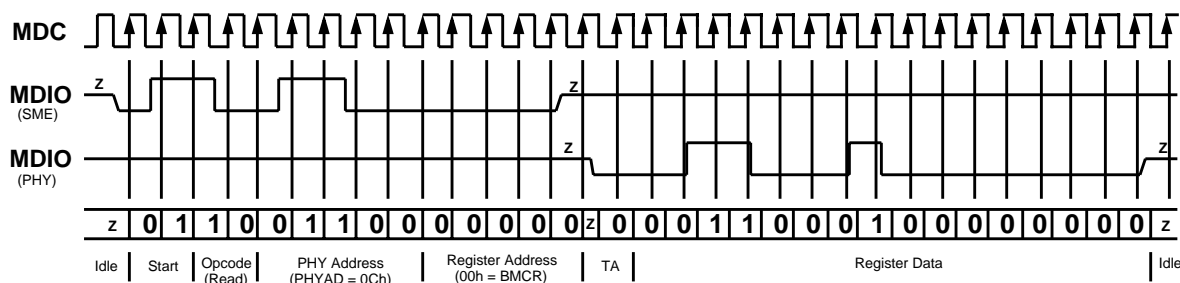 MDC
MDIO z z
(SME)
MDIO z z
(PHY)
z 0 1 1 0 0 1 1 0 0 0 0 0 0 0 z 0 0 0 1 1 0 0 0 1 0 0 0 0 0 0 0 0 z
Idle Start Opcode PHY Address Register Address TA Register Data Idle
(Read) (PHYAD = 0Ch) (00h = BMCR)